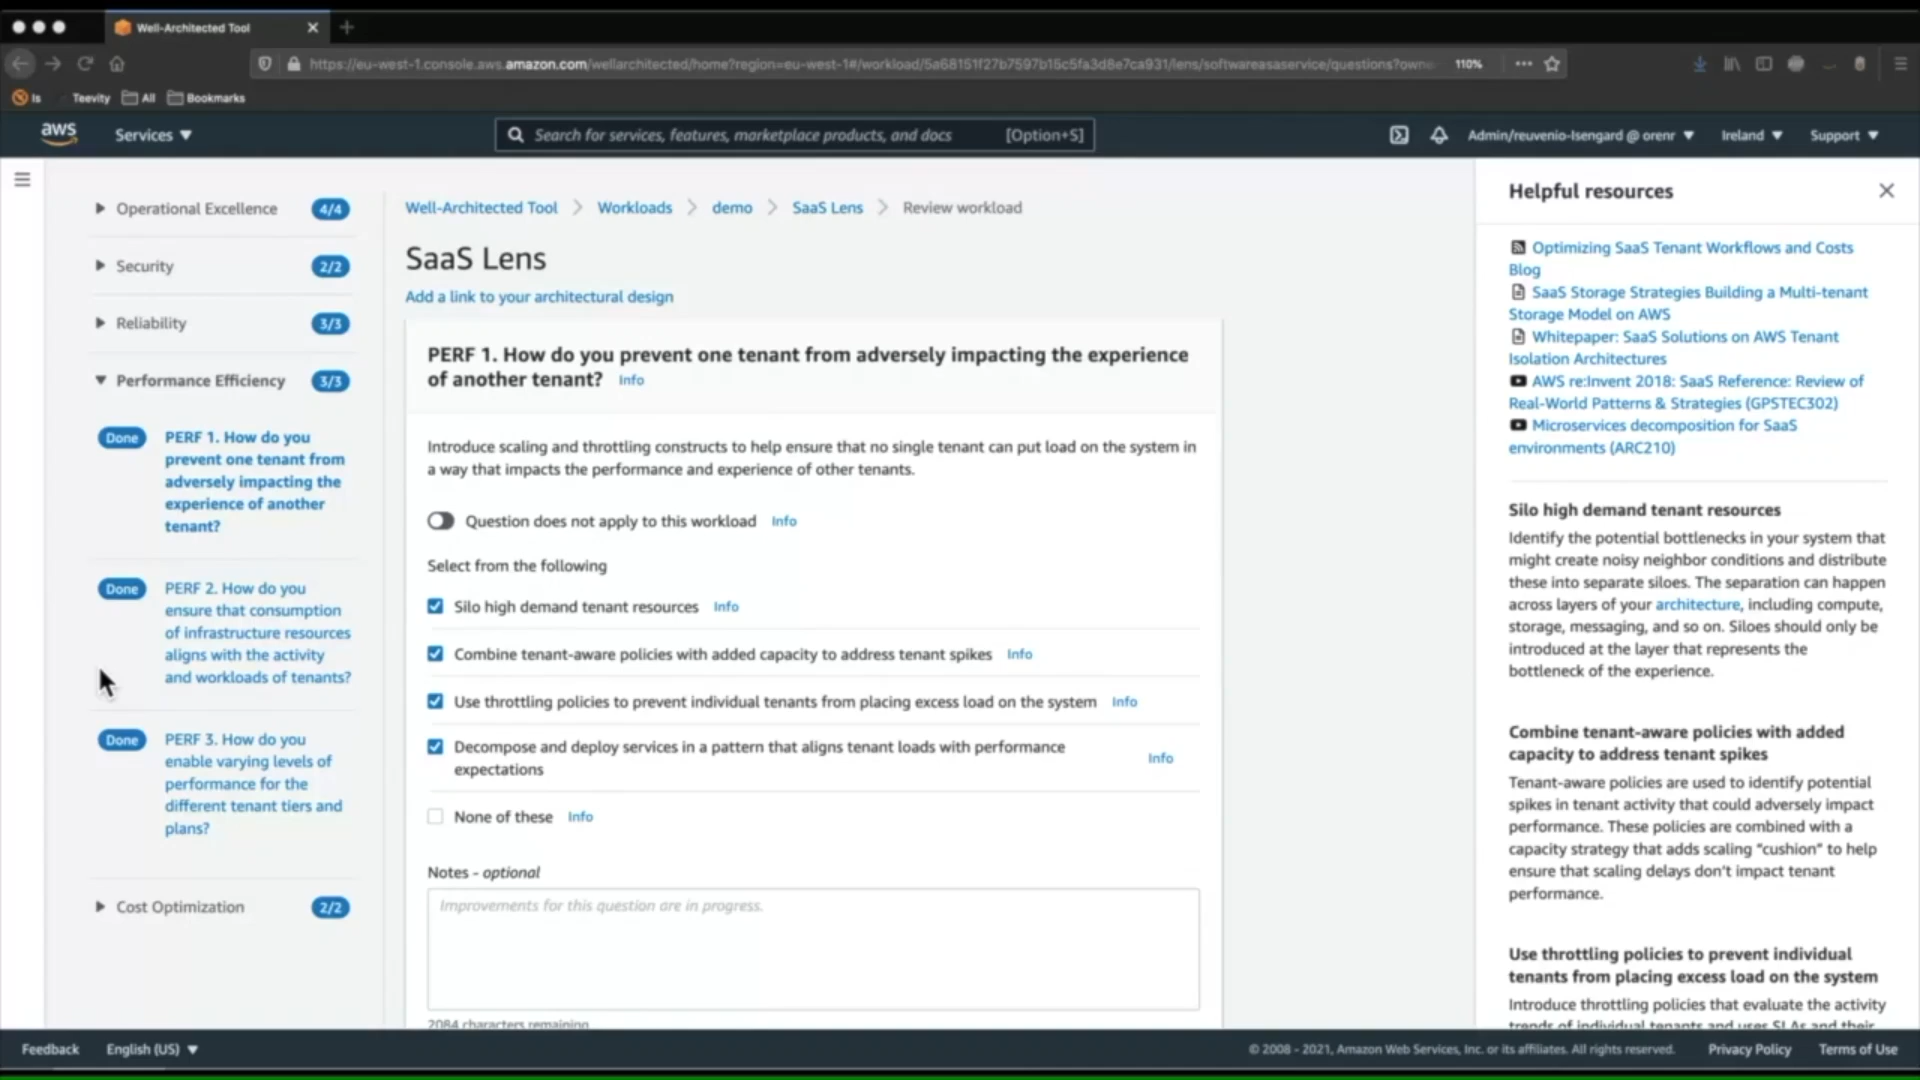 Well-Architected Tool
https://eu-west-1.console.aws.amazon.com/wellarchitected/home?region=eu-west-1#/workload/5a68151f27b7597b15c5fa3d8e7ca931/lens/softwareasaservice/questions?owne
110%
Is
Teevity
All
Bookmarks
aws
Services
Search for services, features, marketplace products, and docs
[Option+S]
Admin/reuvenio-Isengard @ orenr
Ireland
Support
Operational Excellence 4/4
Security 2/2
Reliability 3/3
Performance Efficiency 3/3
Done
PERF 1. How do you
prevent one tenant from
adversely impacting the
experience of another
tenant?
Done
PERF 2. How do you
ensure that consumption
of infrastructure resources
aligns with the activity
and workloads of tenants?
Done
PERF 3. How do you
enable varying levels of
performance for the
different tenant tiers and
plans?
Cost Optimization 2/2
Well-Architected Tool > Workloads > demo > SaaS Lens > Review workload
SaaS Lens
Add a link to your architectural design
PERF 1. How do you prevent one tenant from adversely impacting the experience
of another tenant? Info
Introduce scaling and throttling constructs to help ensure that no single tenant can put load on the system in
a way that impacts the performance and experience of other tenants.
Question does not apply to this workload Info
Select from the following
Silo high demand tenant resources Info
Combine tenant-aware policies with added capacity to address tenant spikes Info
Use throttling policies to prevent individual tenants from placing excess load on the system Info
Decompose and deploy services in a pattern that aligns tenant loads with performance
expectations
Info
None of these Info
Notes - optional
Improvements for this question are in progress.
2084 characters remaining
Helpful resources
Optimizing SaaS Tenant Workflows and Costs
Blog
SaaS Storage Strategies Building a Multi-tenant
Storage Model on AWS
Whitepaper: SaaS Solutions on AWS Tenant
Isolation Architectures
AWS re:Invent 2018: SaaS Reference: Review of
Real-World Patterns & Strategies (GPSTEC302)
Microservices decomposition for SaaS
environments (ARC210)
Silo high demand tenant resources
Identify the potential bottlenecks in your system that
might create noisy neighbor conditions and distribute
these into separate siloes. The separation can happen
across layers of your architecture, including compute,
storage, messaging, and so on. Siloes should only be
introduced at the layer that represents the
bottleneck of the experience.
Combine tenant-aware policies with added
capacity to address tenant spikes
Tenant-aware policies are used to identify potential
spikes in tenant activity that could adversely impact
performance. These policies are combined with a
capacity strategy that adds scaling "cushion" to help
ensure that scaling delays don't impact tenant
performance.
Use throttling policies to prevent individual
tenants from placing excess load on the system
Introduce throttling policies that evaluate the activity
trends of individual tenants and uses SLAs and their
Feedback
English (US)
© 2008 - 2021, Amazon Web Services, Inc. or its affiliates. All rights reserved.
Privacy Policy
Terms of Use